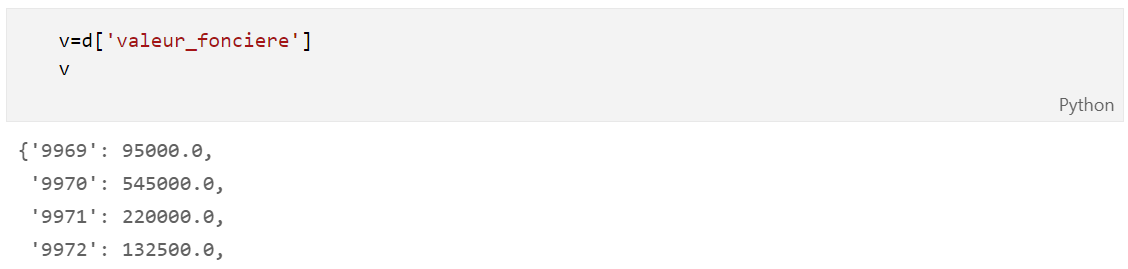 v=d['valeur_fonciere']
v
Python
{'9969': 95000.0,
'9970': 545000.0,
'9971': 220000.0,
'9972': 132500.0,